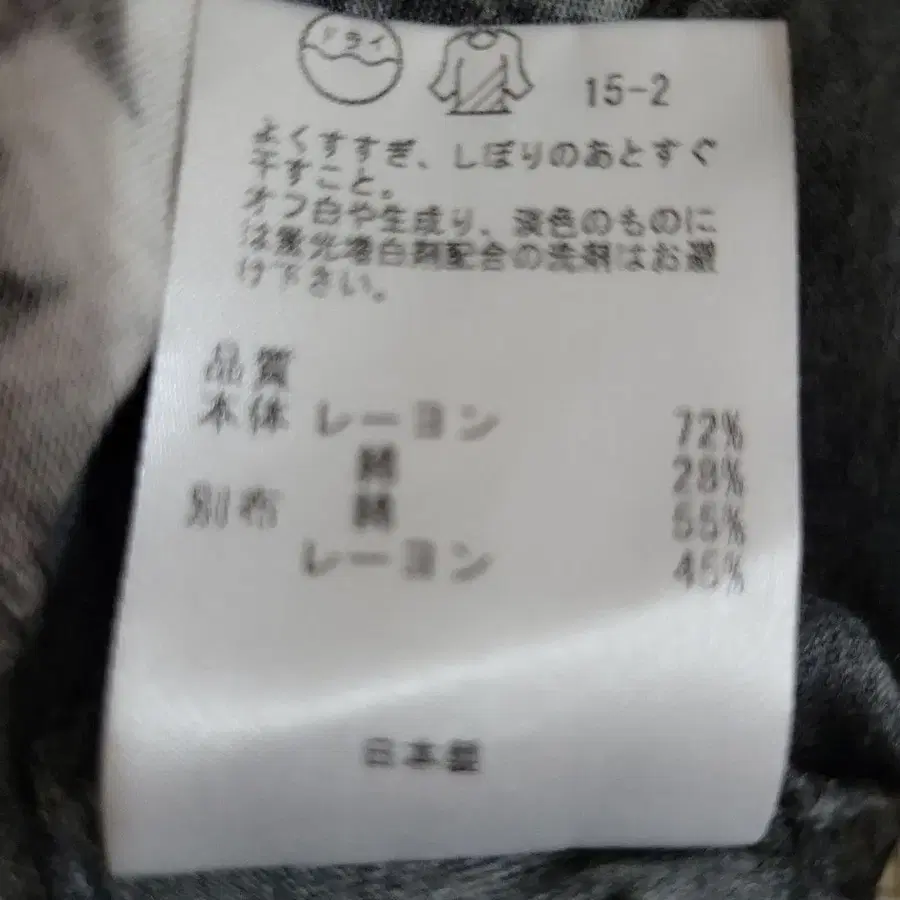 ドライ
15-2
よくすすぎ、しぼりのあとすぐ
干すこと。
オフ白や生成り、淡色のものに
は蛍光増白剤配合の洗剤はお避
け下さい。
品質
本体 レーヨン 72%
綿 28%
別布 綿 55%
レーヨン 45%
日本製